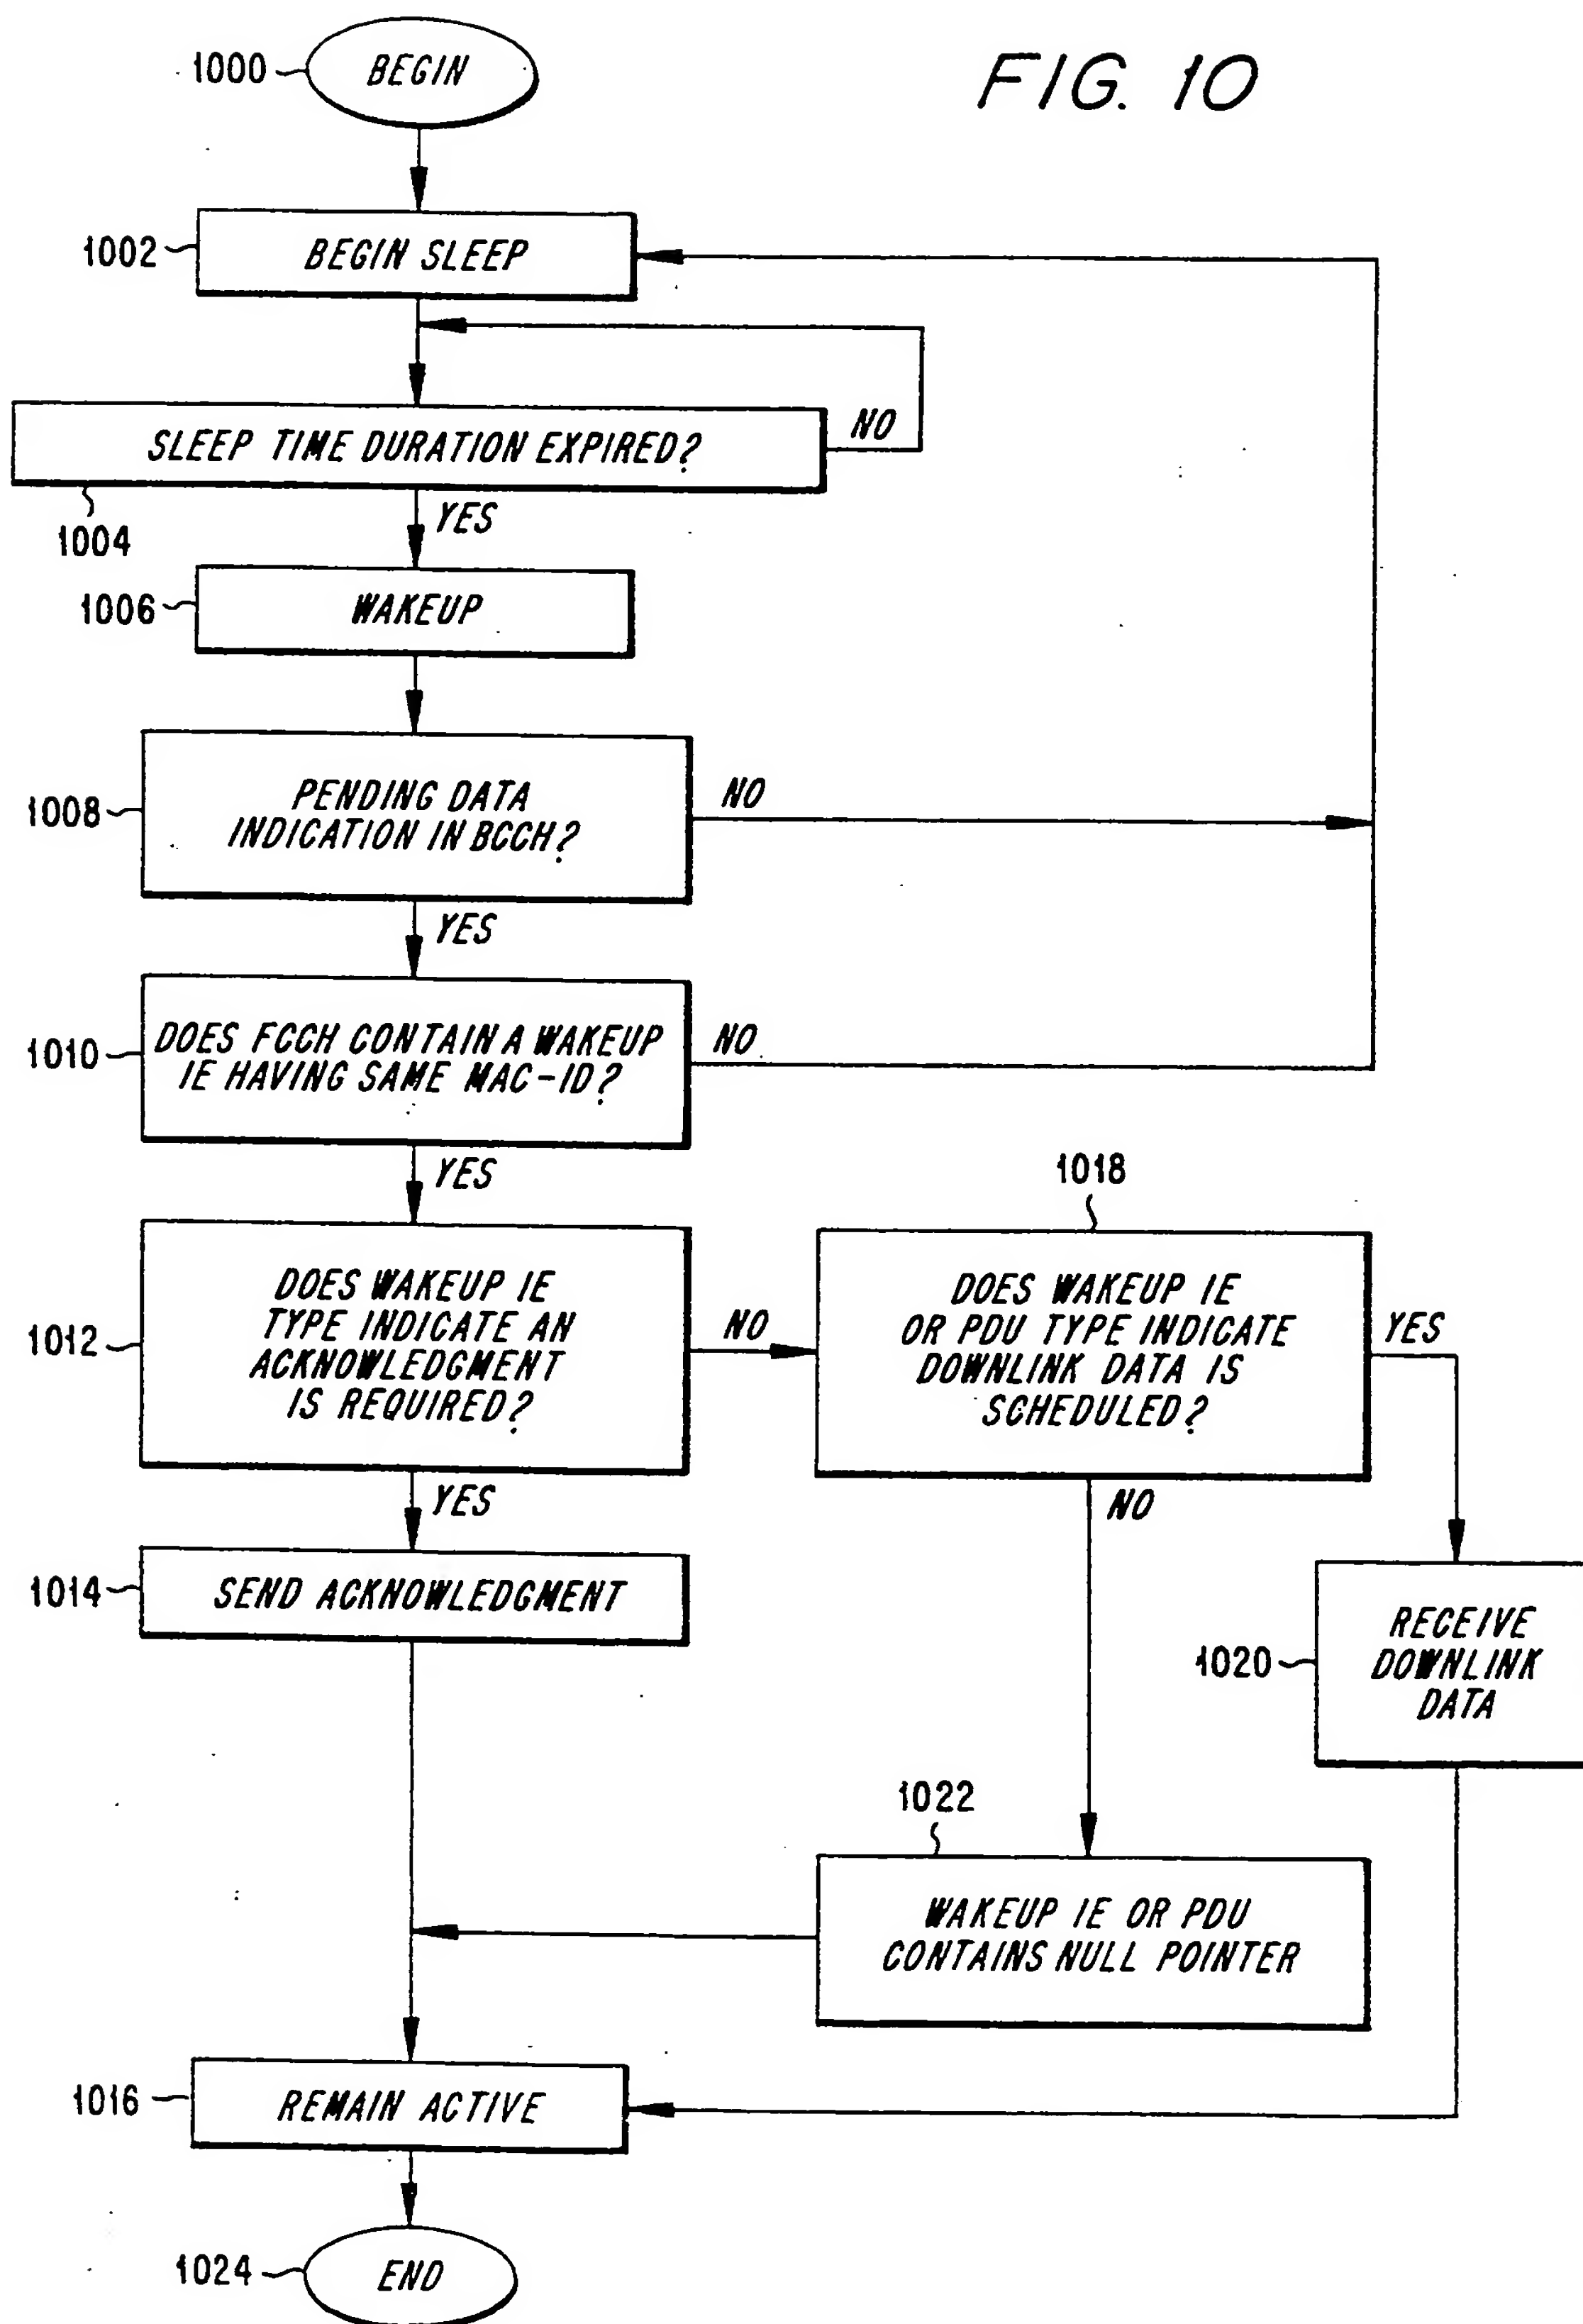 FIG. 10
1000
BEGIN
1002
BEGIN SLEEP
SLEEP TIME DURATION EXPIRED?
NO
1004
YES
1006
WAKEUP
1008
PENDING DATA
INDICATION IN BCCH?
NO
YES
1010
DOES FCCH CONTAIN A WAKEUP
IE HAVING SAME MAC-ID?
NO
YES
1012
DOES WAKEUP IE
TYPE INDICATE AN
ACKNOWLEDGMENT
IS REQUIRED?
NO
1018
DOES WAKEUP IE
OR PDU TYPE INDICATE
DOWNLINK DATA IS
SCHEDULED?
YES
YES
NO
1014
SEND ACKNOWLEDGMENT
1020
RECEIVE
DOWNLINK
DATA
1022
WAKEUP IE OR PDU
CONTAINS NULL POINTER
1016
REMAIN ACTIVE
1024
END